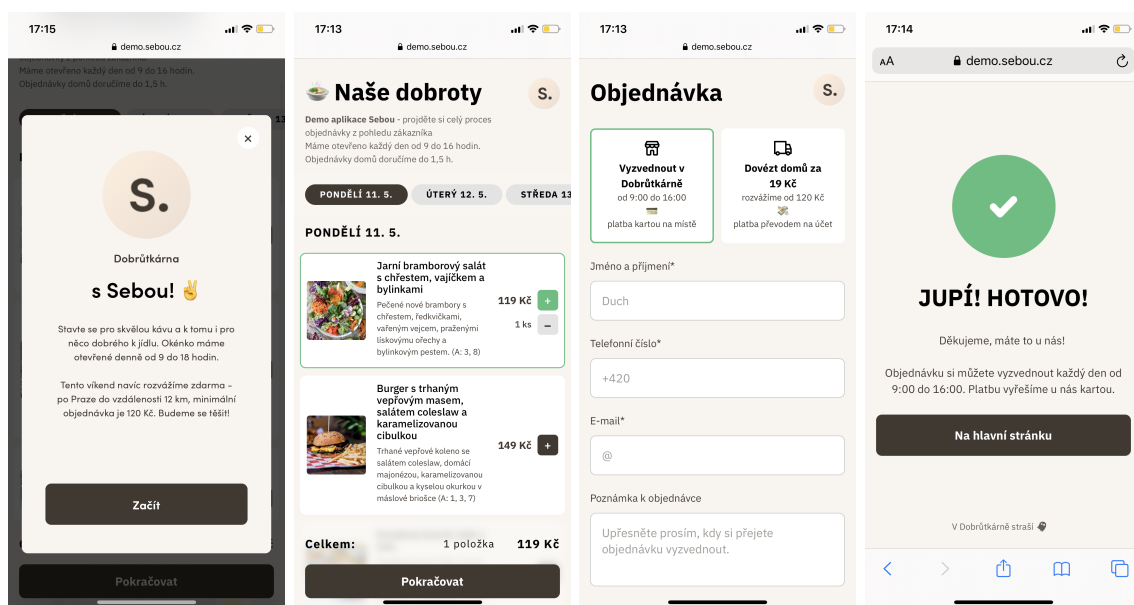 17:15
demo.sebou.cz
Máme otevřeno každý den od 9 do 16 hodin.
Objednávky domů doručíme do 1,5 h.
13
×
S.
Dobrůtkárna
s Sebou! ✌️
Stavte se pro skvělou kávu a k tomu i pro
něco dobrého k jídlu. Okénko máme
otevřené denně od 9 do 18 hodin.
Tento víkend navíc rozvážíme zdarma -
po Praze do vzdálenosti 12 km, minimální
objednávka je 120 Kč. Budeme se těšit!
Začít
Pokračovat
17:13
demo.sebou.cz
🍲 Naše dobroty
S.
Demo aplikace Sebou - projděte si celý proces
objednávky z pohledu zákazníka
Máme otevřeno každý den od 9 do 16 hodin.
Objednávky domů doručíme do 1,5 h.
PONDĚLÍ 11. 5.
ÚTERÝ 12. 5.
STŘEDA 13
PONDĚLÍ 11. 5.
Jarní bramborový salát
s chřestem, vajíčkem a
bylinkami
Pečené nové brambory s
chřestem, ředkvičkami,
vařeným vejcem, praženými
lískovými ořechy a
bylinkovým pestem. (A: 3, 8)
119 Kč +
1 ks −
Burger s trhaným
vepřovým masem,
salátem coleslaw a
karamelizovanou
cibulkou
Trhané vepřové koleno se
salátem coleslaw, domácí
majonézou, karamelizovanou
cibulkou a kyselou okurkou v
máslové briošce (A: 1, 3, 7)
149 Kč +
Celkem: 1 položka 119 Kč
Pokračovat
17:13
demo.sebou.cz
Objednávka
S.
Vyzvednout v
Dobrůtkárně
od 9:00 do 16:00
💳
platba kartou na místě
Dovézt domů za
19 Kč
rozvážíme od 120 Kč
💸
platba převodem na účet
Jméno a příjmení*
Duch
Telefonní číslo*
+420
E-mail*
@
Poznámka k objednávce
Upřesněte prosím, kdy si přejete
objednávku vyzvednout.
17:14
AA demo.sebou.cz
JUPÍ! HOTOVO!
Děkujeme, máte to u nás!
Objednávku si můžete vyzvednout každý den od
9:00 do 16:00. Platbu vyřešíme u nás kartou.
Na hlavní stránku
V Dobrůtkárně straší